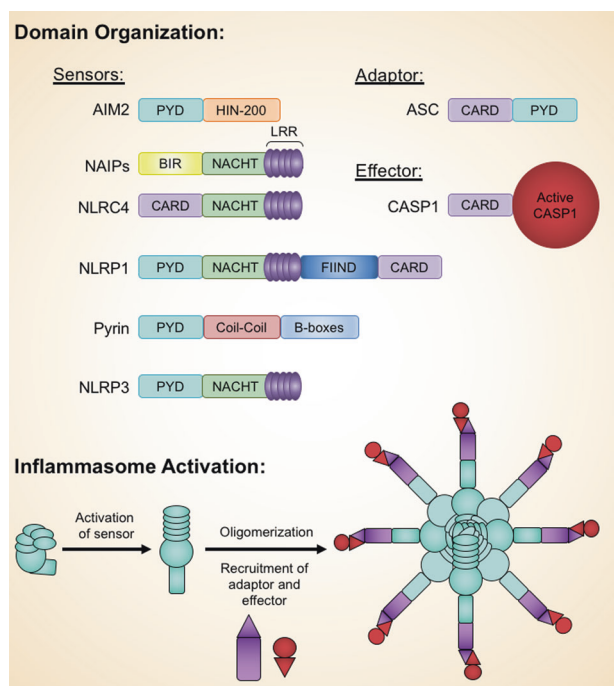 Domain Organization:
Sensors:
Adaptor:
AIM2 PYD HIN-200
ASC CARD PYD
LRR
NAIPs BIR NACHT
Effector:
NLRC4 CARD NACHT
CASP1 CARD Active
CASP1
NLRP1 PYD NACHT FIIND CARD
Pyrin PYD Coil-Coil B-boxes
NLRP3 PYD NACHT
Inflammasome Activation:
Activation
of sensor
Oligomerization
Recruitment of
adaptor and
effector